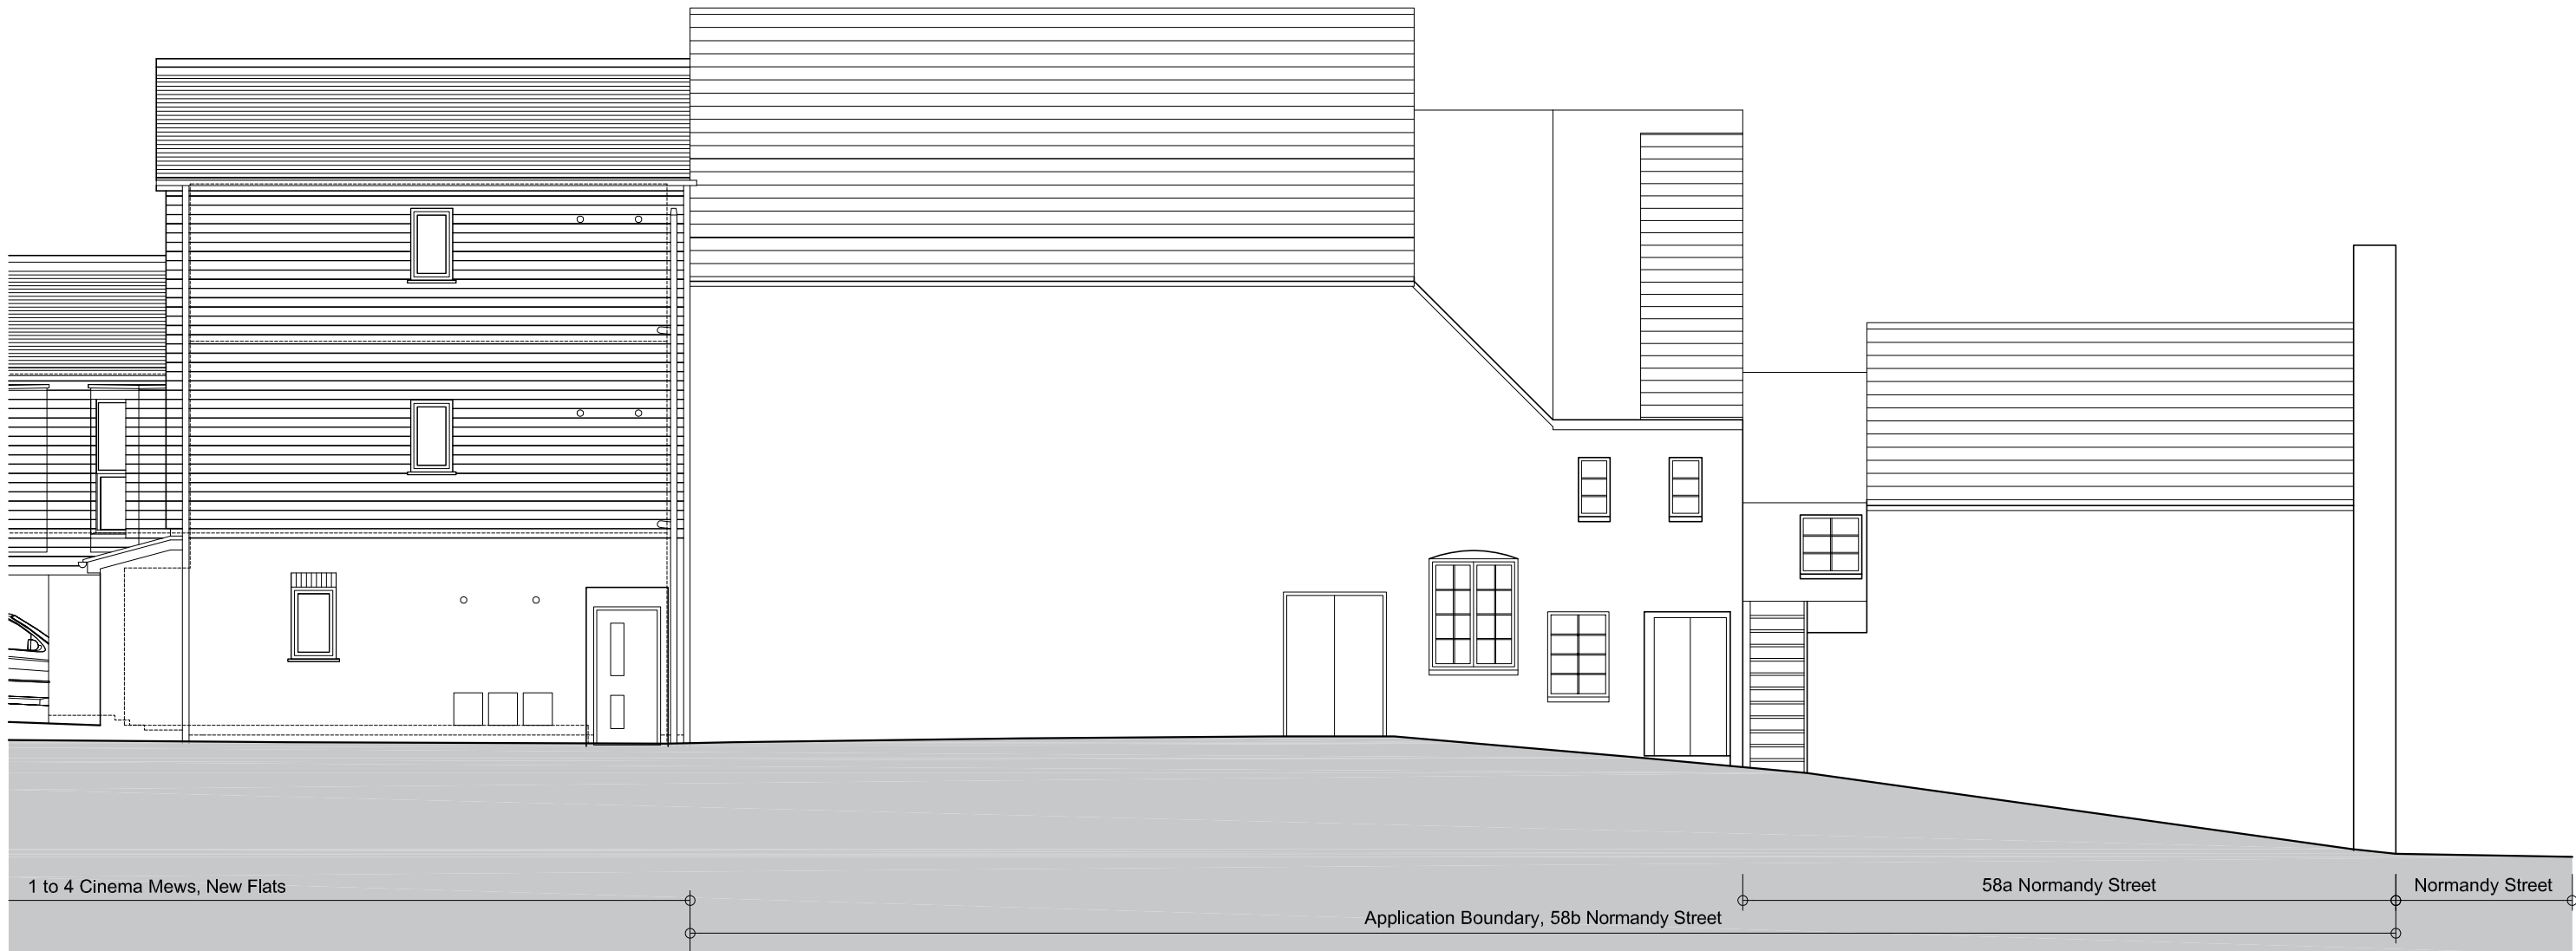 1 to 4 Cinema Mews, New Flats
58a Normandy Street
Normandy Street
Application Boundary, 58b Normandy Street